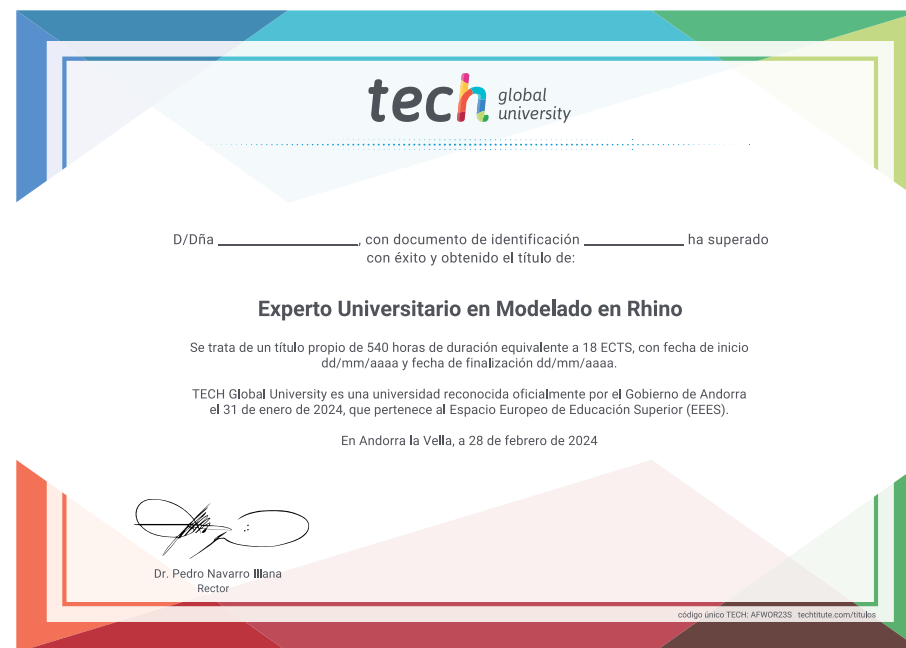 tech global university
D/Dña ______________, con documento de identificación __________ ha superado
con éxito y obtenido el título de:
Experto Universitario en Modelado en Rhino
Se trata de un título propio de 540 horas de duración equivalente a 18 ECTS, con fecha de inicio
dd/mm/aaaa y fecha de finalización dd/mm/aaaa.
TECH Global University es una universidad reconocida oficialmente por el Gobierno de Andorra
el 31 de enero de 2024, que pertenece al Espacio Europeo de Educación Superior (EEES).
En Andorra la Vella, a 28 de febrero de 2024
Dr. Pedro Navarro Illana
Rector
código único TECH: AFWOR23S techtitute.com/titulos